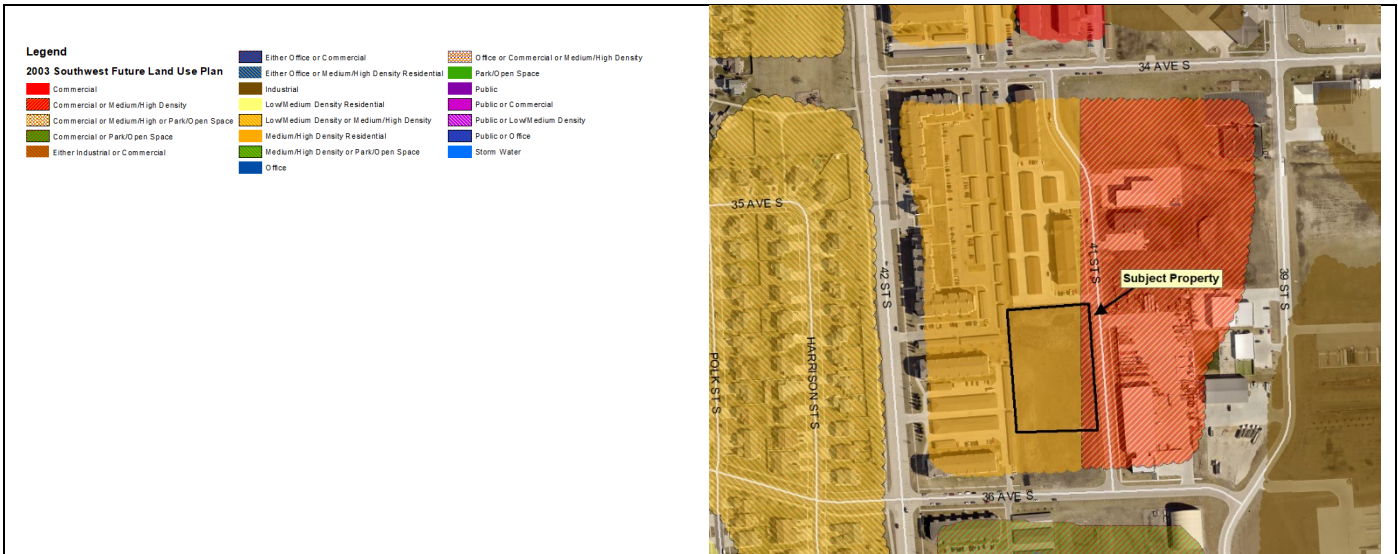 Legend
2003 Southwest Future Land Use Plan
Commercial
Commercial or Medium/High Density
Commercial or Medium/High or Park/Open Space
Commercial or Park/Open Space
Either Industrial or Commercial
Either Office or Commercial
Either Office or Medium/High Density Residential
Industrial
Low/Medium Density Residential
Low/Medium Density or Medium/High Density
Medium/High Density Residential
Medium/High Density or Park/Open Space
Office
Office or Commercial or Medium/High Density
Park/Open Space
Public
Public or Commercial
Public or Low/Medium Density
Public or Office
Storm Water
34 AVE S
35 AVE S
42 ST S
41 ST S
39 ST S
Subject Property
POLK ST S
HARRISON ST S
36 AVE S